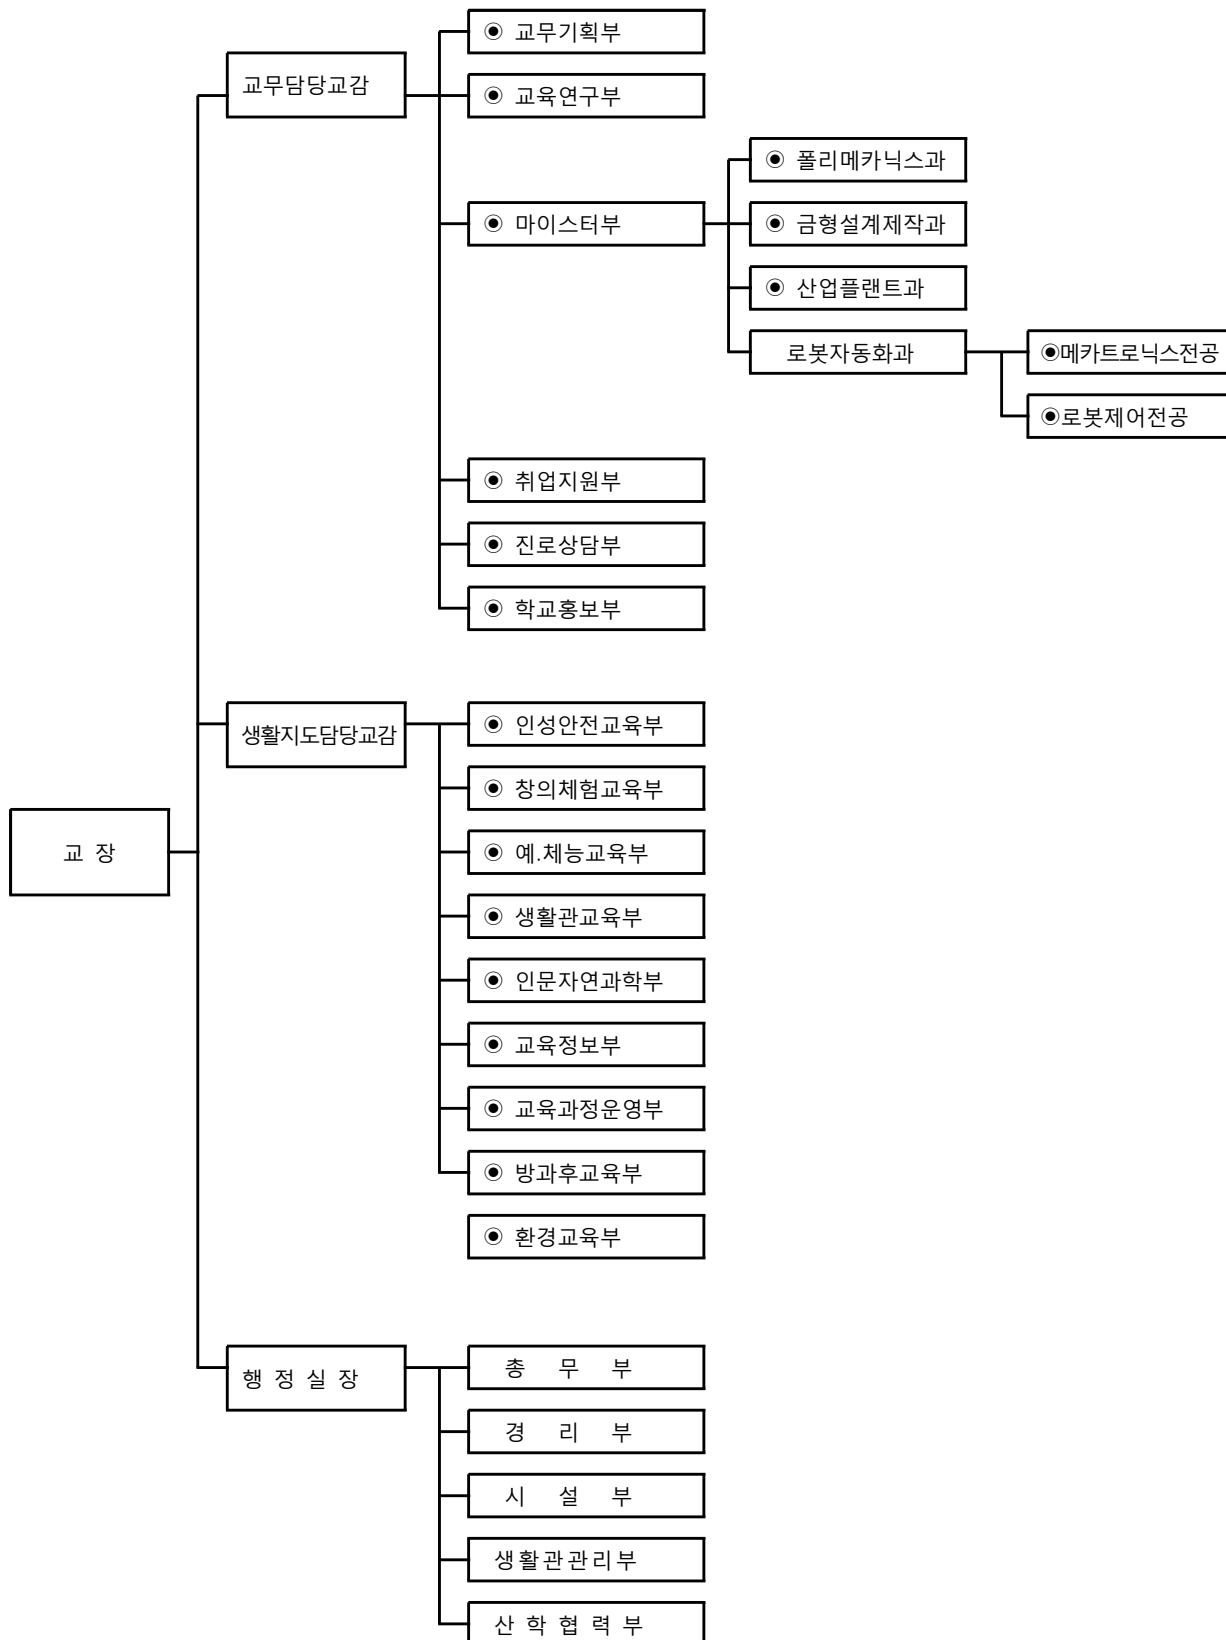 ◉ 교무기획부
교무담당교감
◉ 교육연구부
◉ 폴리메카닉스과
◉ 마이스터부
◉ 금형설계제작과
◉ 산업플랜트과
로봇자동화과
◉메카트로닉스전공
◉로봇제어전공
◉ 취업지원부
◉ 진로상담부
◉ 학교홍보부
생활지도담당교감
◉ 인성안전교육부
◉ 창의체험교육부
교 장
◉ 예.체능교육부
◉ 생활관교육부
◉ 인문자연과학부
◉ 교육정보부
◉ 교육과정운영부
◉ 방과후교육부
◉ 환경교육부
행 정 실 장
총 무 부
경 리 부
시 설 부
생활관관리부
산 학 협 력 부